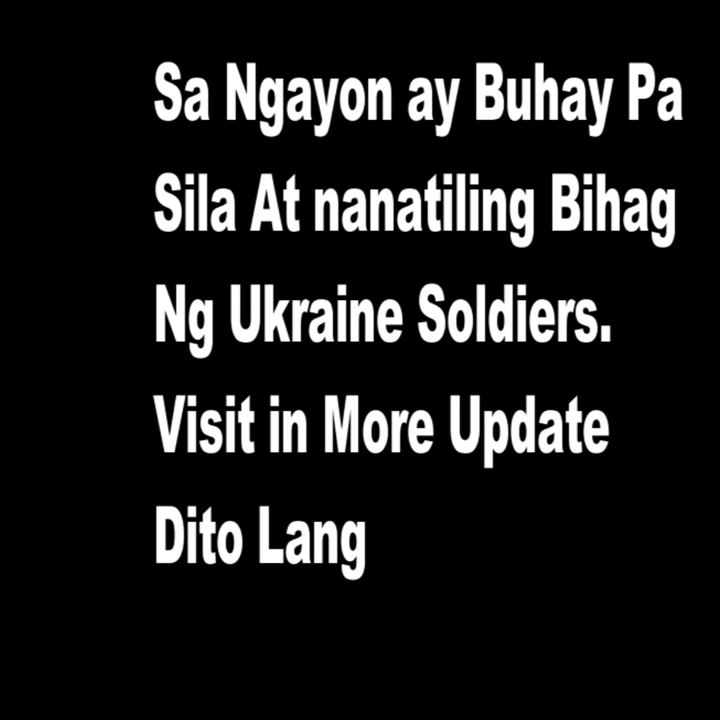 Sa Ngayon ay Buhay Pa
Sila At nanatiling Bihag
Ng Ukraine Soldiers.
Visit in More Update
Dito Lang